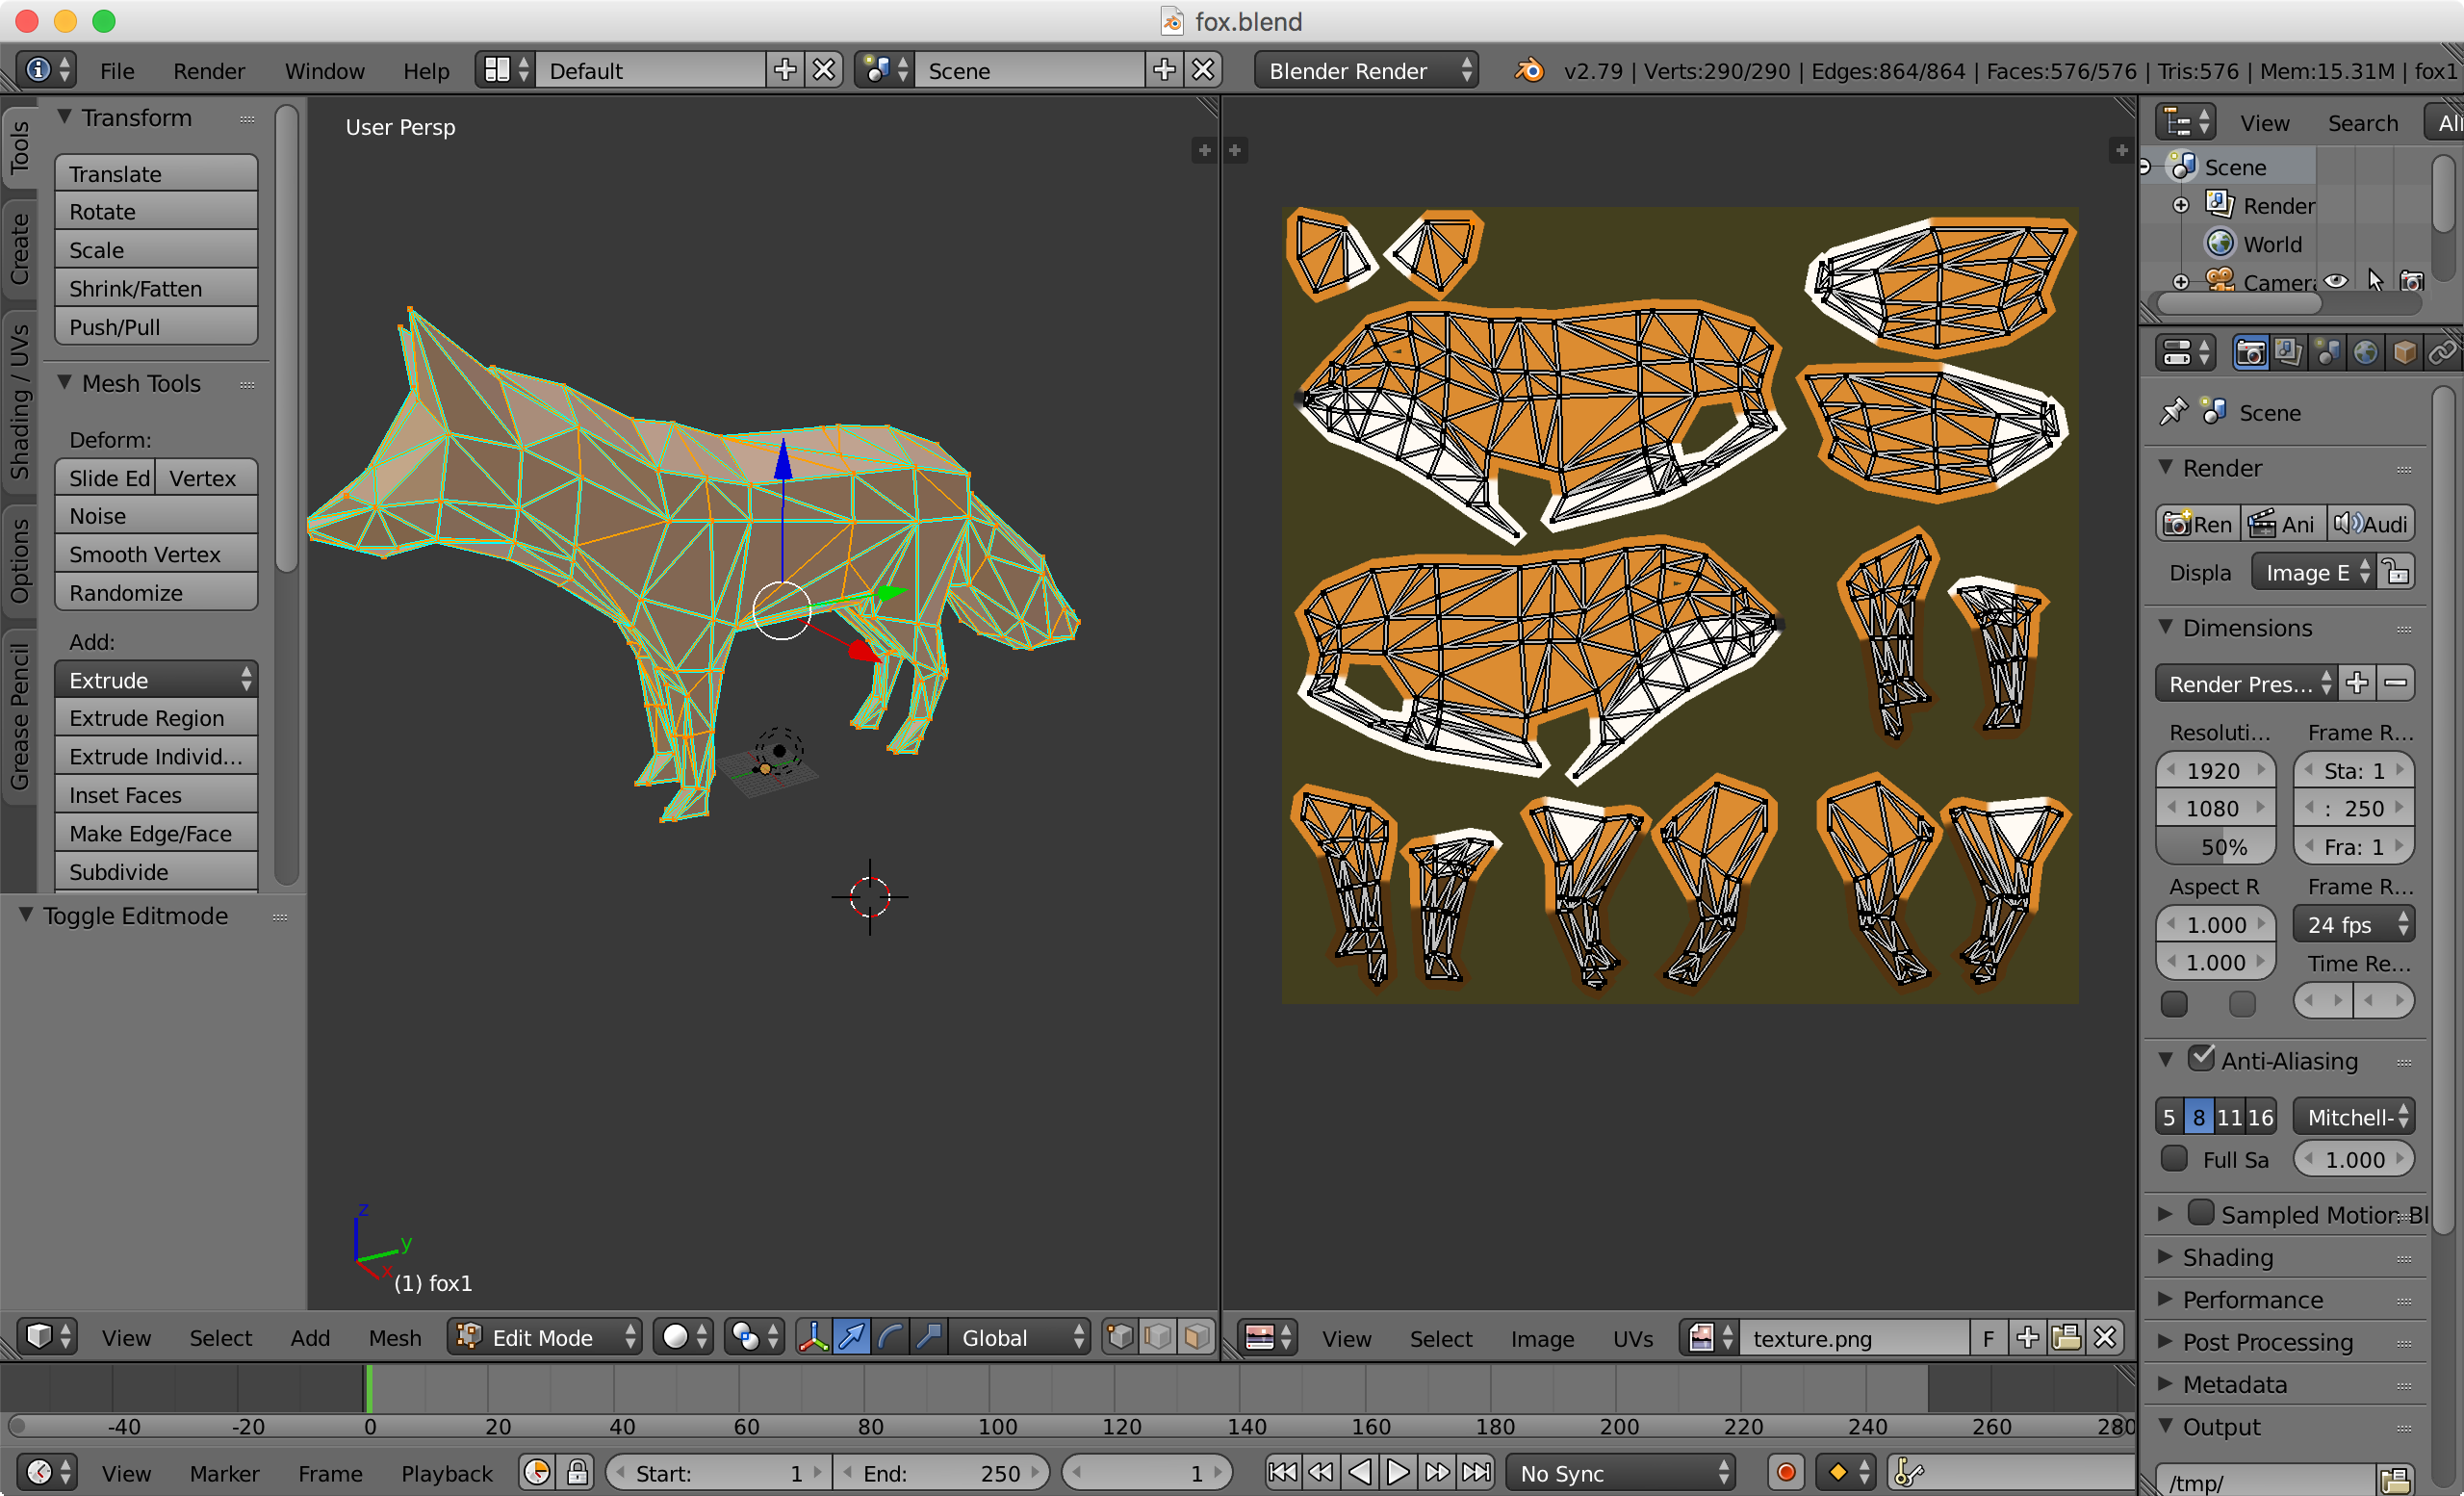 fox.blend
File Render Window Help Default Scene Blender Render v2.79 | Verts:290/290 | Edges:864/864 | Faces:576/576 | Tris:576 | Mem:15.31M | fox1
Tools
Create
Shading / UVs
Options
Grease Pencil
Transform
Translate
Rotate
Scale
Shrink/Fatten
Push/Pull
Mesh Tools
Deform:
Slide Ed Vertex
Noise
Smooth Vertex
Randomize
Add:
Extrude
Extrude Region
Extrude Individ...
Inset Faces
Make Edge/Face
Subdivide
Toggle Editmode
User Persp
z
y
x
(1) fox1
View Select Add Mesh Edit Mode Global
View Select Image UVs texture.png F
View Search All
Scene
Render
World
Camer
Scene
Render
Ren Ani Audi
Displa Image E
Dimensions
Render Pres...
Resoluti... Frame R...
1920 Sta: 1
1080 : 250
50% Fra: 1
Aspect R Frame R...
1.000 24 fps
1.000 Time Re...
Anti-Aliasing
5 8 11 16 Mitchell-
Full Sa 1.000
Sampled Motion Bl
Shading
Performance
Post Processing
Metadata
Output
/tmp/
-40 -20 0 20 40 60 80 100 120 140 160 180 200 220 240 260 280
View Marker Frame Playback Start: 1 End: 250 1 No Sync